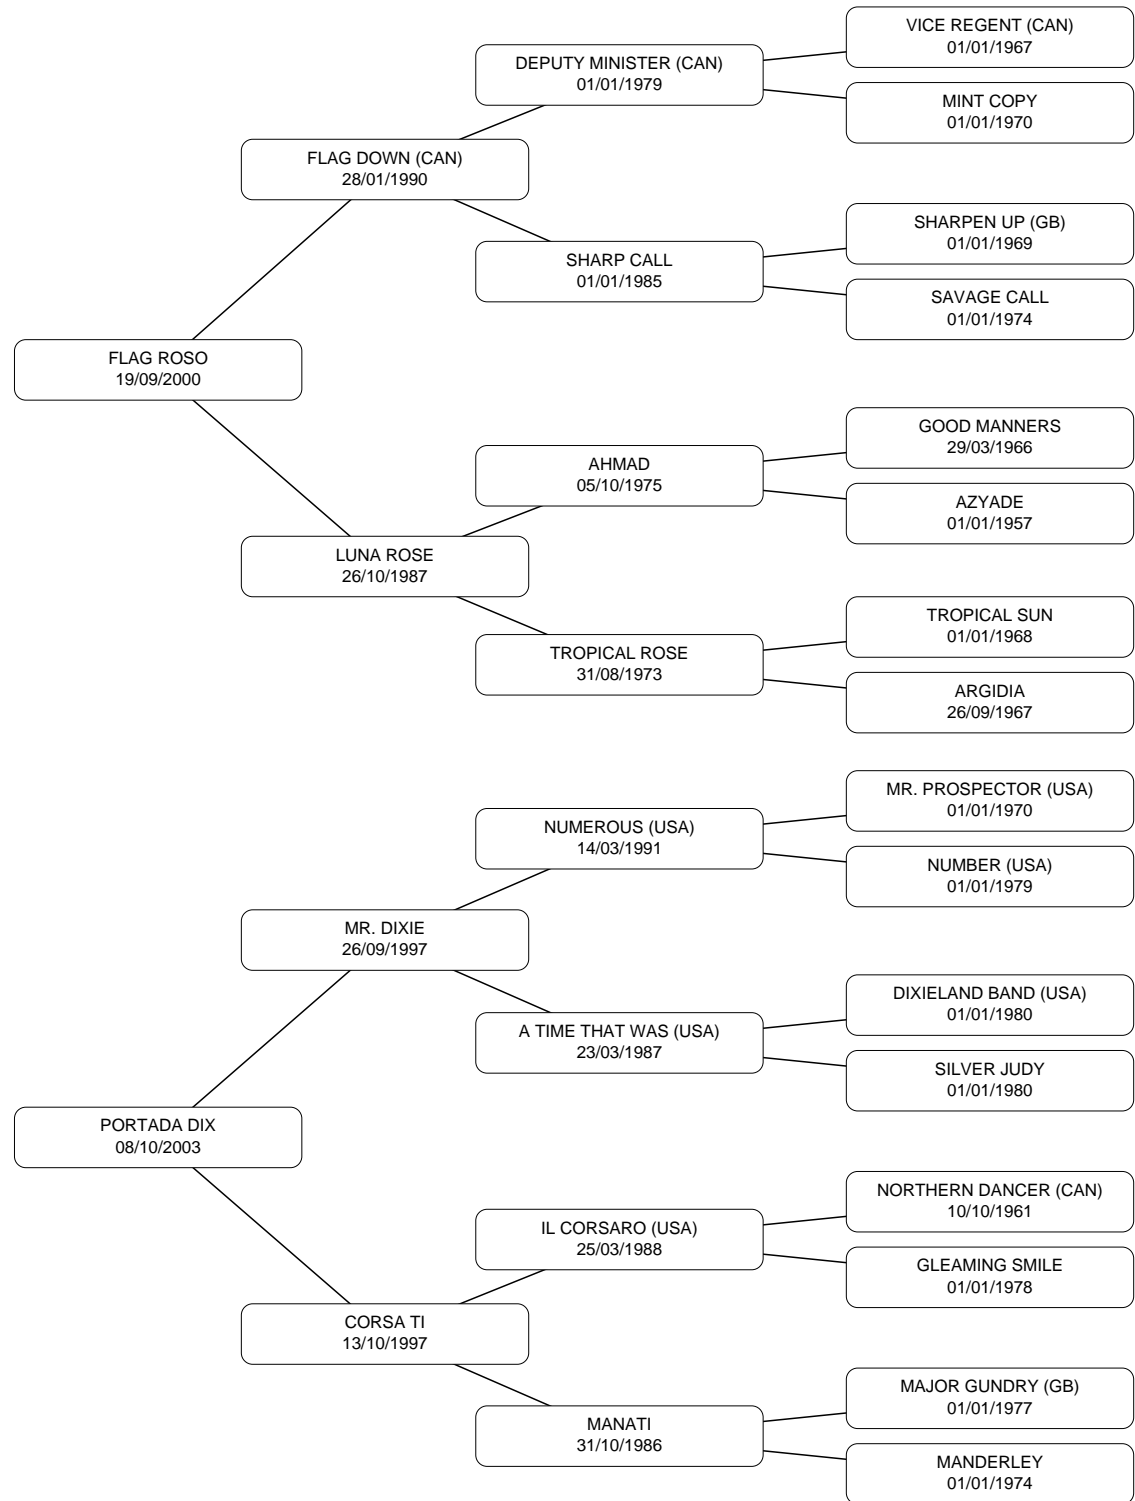 VICE REGENT (CAN)
01/01/1967
DEPUTY MINISTER (CAN)
01/01/1979
MINT COPY
01/01/1970
FLAG DOWN (CAN)
28/01/1990
SHARPEN UP (GB)
01/01/1969
SHARP CALL
01/01/1985
SAVAGE CALL
01/01/1974
FLAG ROSO
19/09/2000
GOOD MANNERS
29/03/1966
AHMAD
05/10/1975
AZYADE
01/01/1957
LUNA ROSE
26/10/1987
TROPICAL SUN
01/01/1968
TROPICAL ROSE
31/08/1973
ARGIDIA
26/09/1967
MR. PROSPECTOR (USA)
01/01/1970
NUMEROUS (USA)
14/03/1991
NUMBER (USA)
01/01/1979
MR. DIXIE
26/09/1997
DIXIELAND BAND (USA)
01/01/1980
A TIME THAT WAS (USA)
23/03/1987
SILVER JUDY
01/01/1980
PORTADA DIX
08/10/2003
NORTHERN DANCER (CAN)
10/10/1961
IL CORSARO (USA)
25/03/1988
GLEAMING SMILE
01/01/1978
CORSA TI
13/10/1997
MAJOR GUNDRY (GB)
01/01/1977
MANATI
31/10/1986
MANDERLEY
01/01/1974